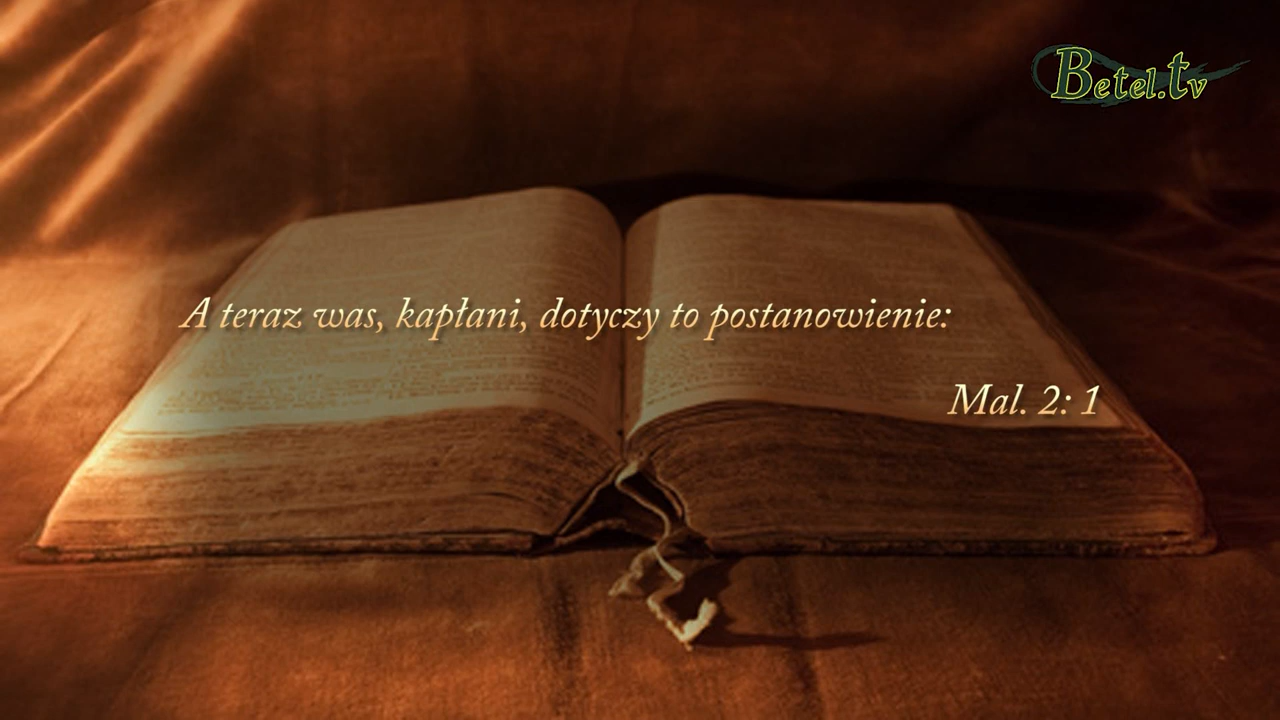 Betel.tv
A teraz was, kapłani, dotyczy to postanowienie:
Mal. 2: 1